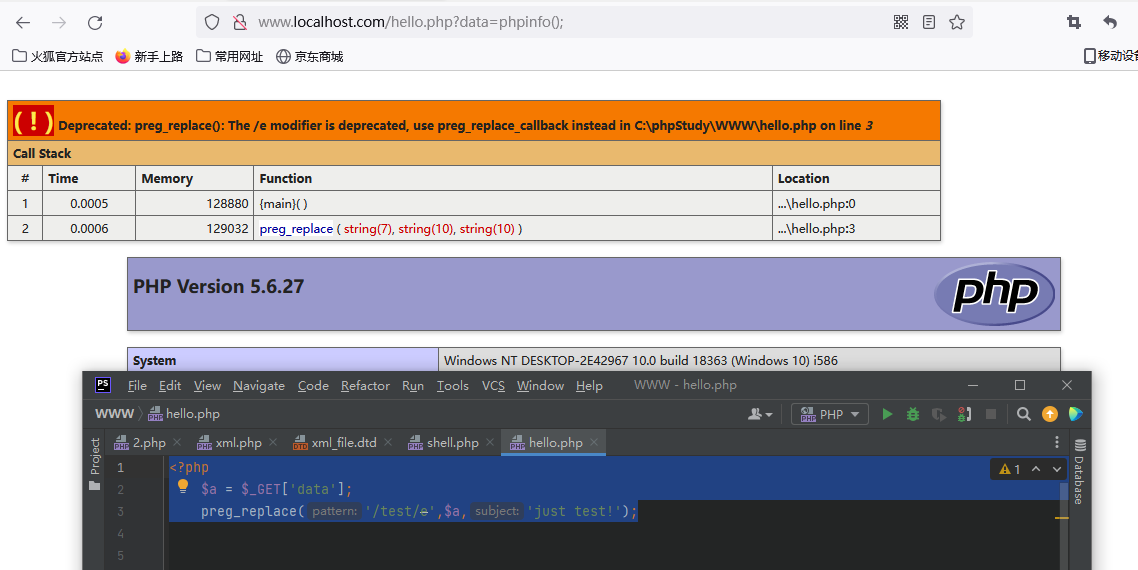 www.localhost.com/hello.php?data=phpinfo();
火狐官方站点 新手上路 常用网址 京东商城 移动设备
( ! ) Deprecated: preg_replace(): The /e modifier is deprecated, use preg_replace_callback instead in C:\phpStudy\WWW\hello.php on line 3
Call Stack
# Time Memory Function Location
1 0.0005 128880 {main}( ) ...\hello.php:0
2 0.0006 129032 preg_replace ( string(7), string(10), string(10) ) ...\hello.php:3
PHP Version 5.6.27 php
System Windows NT DESKTOP-2E42967 10.0 build 18363 (Windows 10) i586
PS File Edit View Navigate Code Refactor Run Tools VCS Window Help WWW - hello.php
WWW hello.php PHP
2.php xml.php xml_file.dtd shell.php hello.php
Project
Database
1 <?php 1
2 $a = $_GET['data'];
3 preg_replace( pattern: '/test/e',$a, subject: 'just test!');
4
5